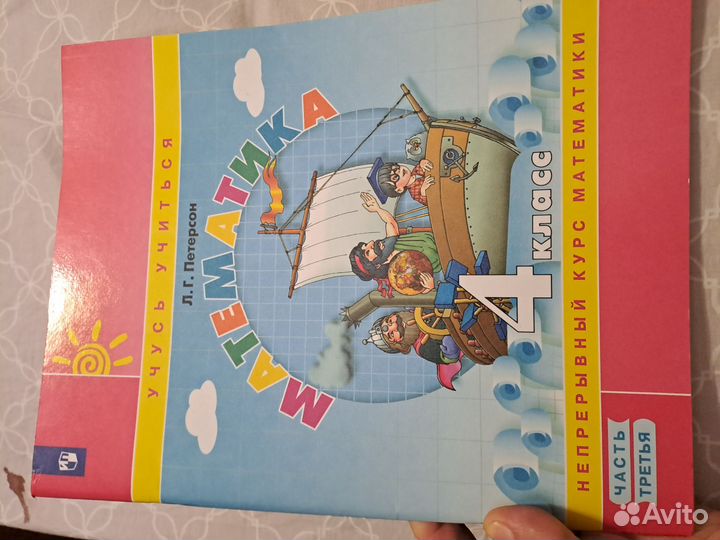 УЧУСЬ УЧИТЬСЯ
Л. Г. Петерсон
МАТЕМАТИКА
4 класс
НЕПРЕРЫВНЫЙ КУРС МАТЕМАТИКИ
ЧАСТЬ
ТРЕТЬЯ
Avito